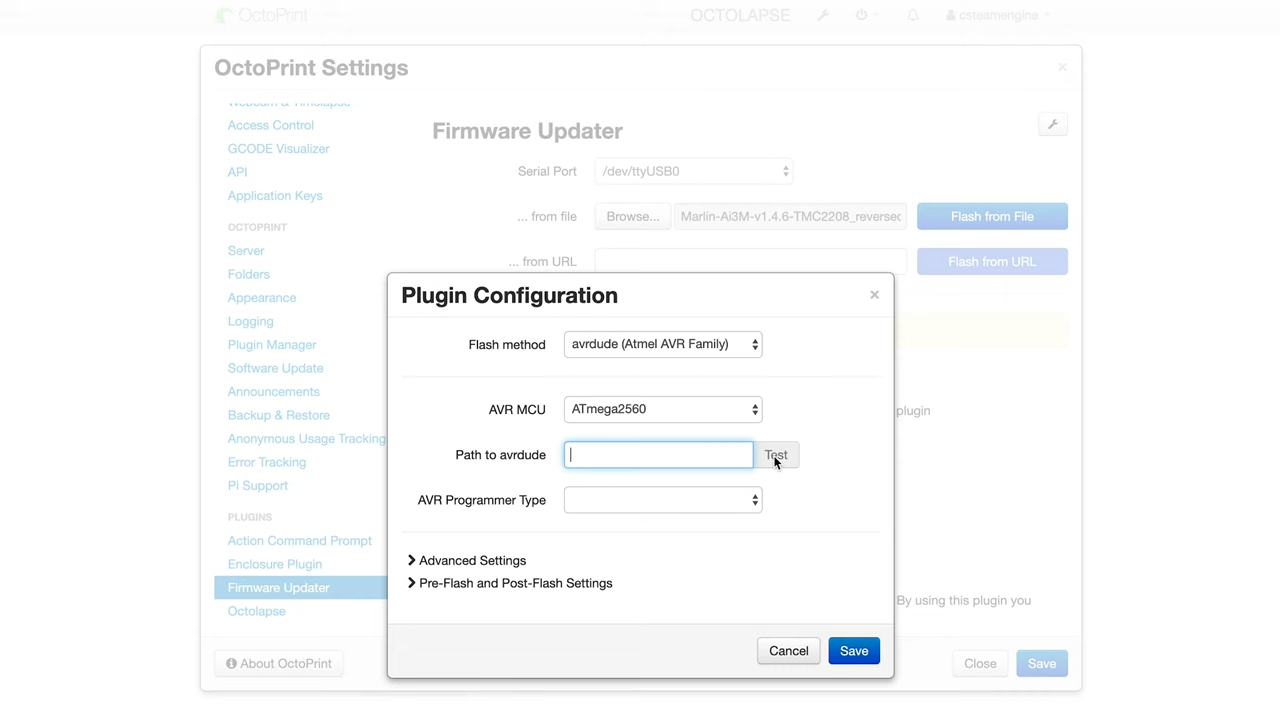 OctoPrint
OCTOLAPSE
csteamengine
OctoPrint Settings
×
Webcam & Timelapse
Access Control
GCODE Visualizer
API
Application Keys
OCTOPRINT
Server
Folders
Appearance
Logging
Plugin Manager
Software Update
Announcements
Backup & Restore
Anonymous Usage Tracking
Error Tracking
Pi Support
PLUGINS
Action Command Prompt
Enclosure Plugin
Firmware Updater
Octolapse
Firmware Updater
Serial Port /dev/ttyUSB0
... from file Browse... Marlin-Ai3M-v1.4.6-TMC2208_reversed Flash from File
... from URL Flash from URL
Plugin Configuration ×
Flash method avrdude (Atmel AVR Family)
AVR MCU ATmega2560
plugin
Path to avrdude Test
AVR Programmer Type
Advanced Settings
Pre-Flash and Post-Flash Settings
By using this plugin you
Cancel Save
About OctoPrint Close Save